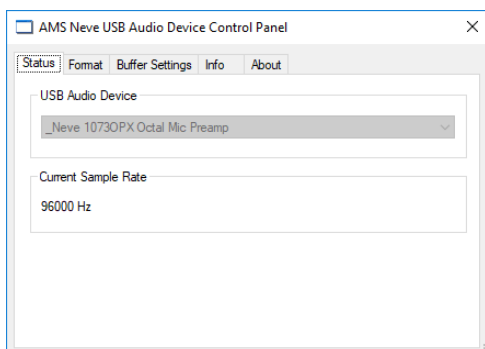 AMS Neve USB Audio Device Control Panel
Status Format Buffer Settings Info About
USB Audio Device
_Neve 1073OPX Octal Mic Preamp
Current Sample Rate
96000 Hz